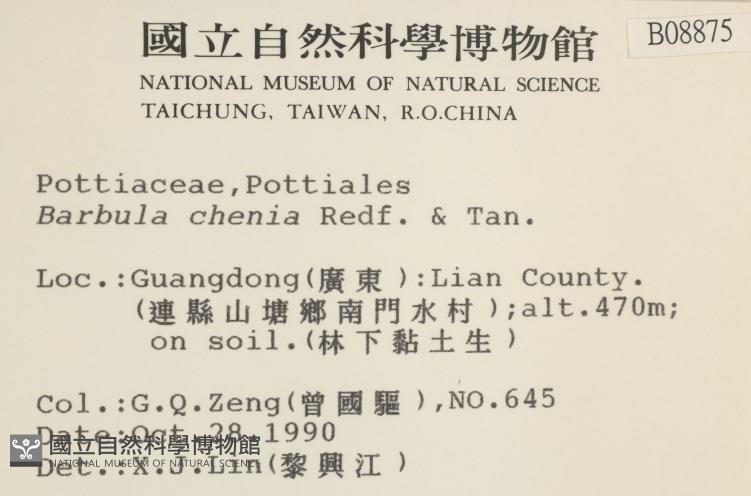 國立自然科學博物館
B08875
NATIONAL MUSEUM OF NATURAL SCIENCE
TAICHUNG, TAIWAN, R.O.CHINA
Pottiaceae,Pottiales
Barbula chenia Redf. & Tan.
Loc.:Guangdong(廣東):Lian County.
(連縣山塘鄉南門水村);alt.470m;
on soil.(林下黏土生)
Col.:G.Q.Zeng(曾國驅),NO.645
Date:Oct.28.1990
Det.:X.J.Lin(黎興江)
國立自然科學博物館
NATIONAL MUSEUM OF NATURAL SCIENCE